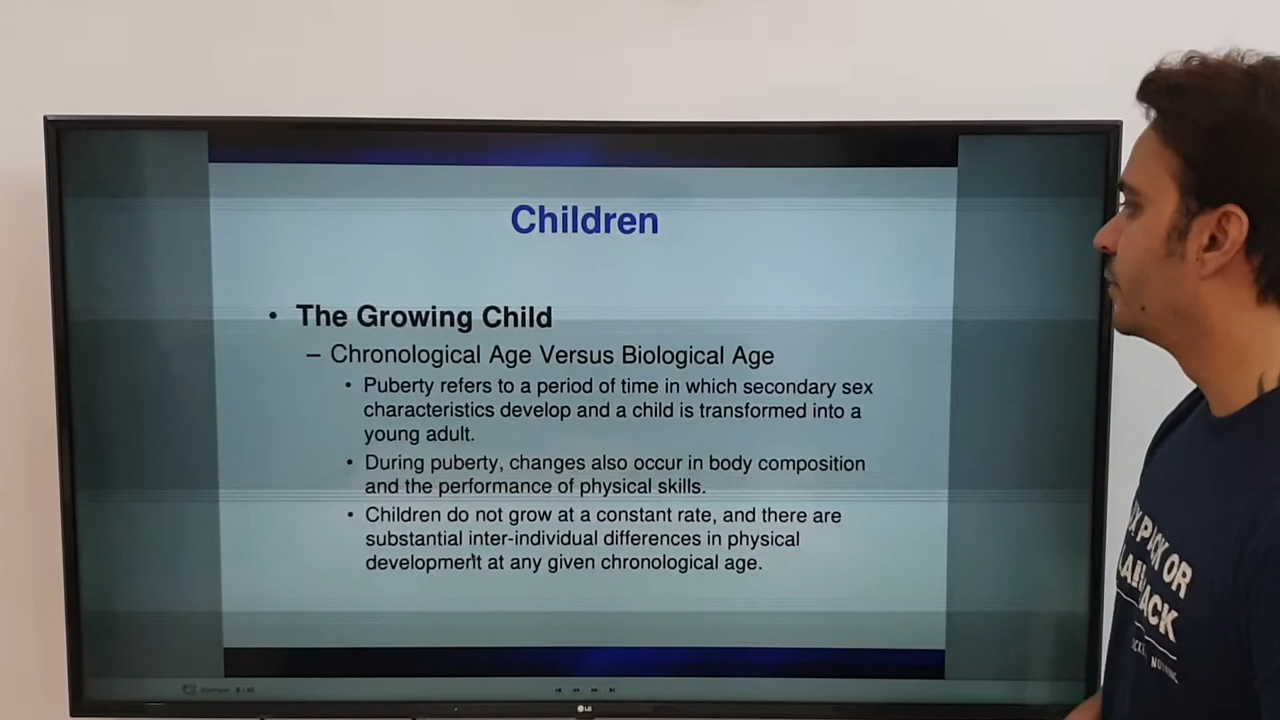 Children
• The Growing Child
– Chronological Age Versus Biological Age
• Puberty refers to a period of time in which secondary sex
characteristics develop and a child is transformed into a
young adult.
• During puberty, changes also occur in body composition
and the performance of physical skills.
• Children do not grow at a constant rate, and there are
substantial inter-individual differences in physical
development at any given chronological age.
LG
PICK OR
ACK